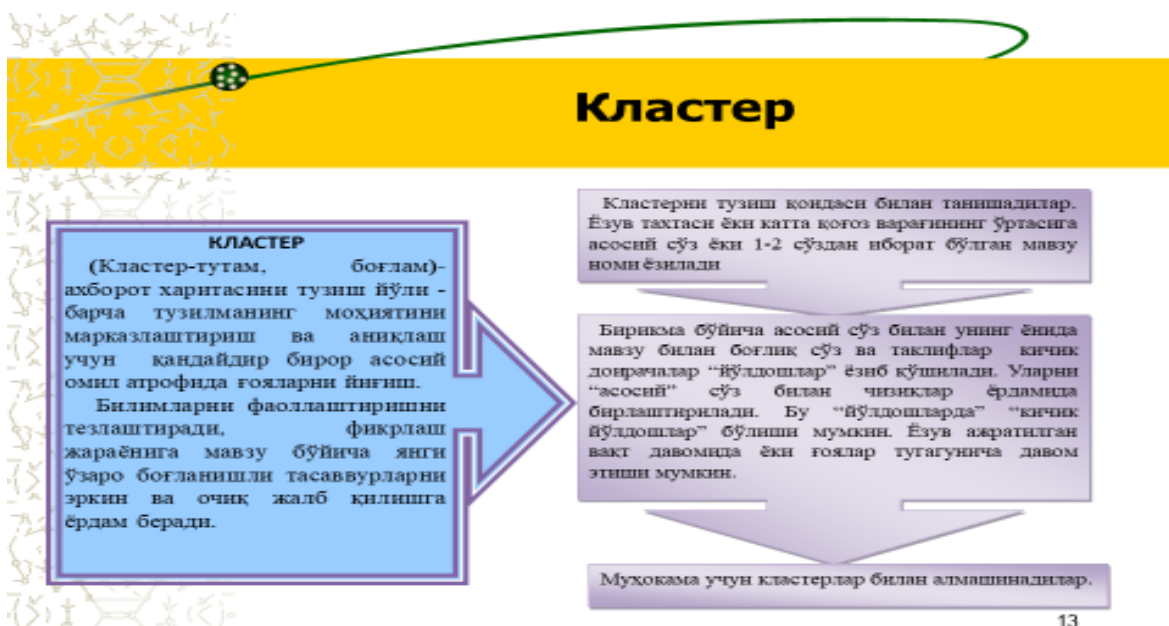 Кластер
КЛАСТЕР
(Кластер-тутам, боғлам)-
ахборот харитасини тузиш йўли -
барча тузилманинг моҳиятини
марказлаштириш ва аниқлаш
учун қандайдир бирор асосий
омил атрофида ғояларни йиғиш.
Билимларни фаоллаштиришни
тезлаштиради, фикрлаш
жараёнига мавзу бўйича янги
ўзаро боғланишли тасаввурларни
эркин ва очиқ жалб қилишга
ёрдам беради.
Кластерни тузиш қоидаси билан танишадилар.
Ёзув тахтаси ёки катта қоғоз варағининг ўртасига
асосий сўз ёки 1-2 сўздан иборат бўлган мавзу
номи ёзилади
Бирикма бўйича асосий сўз билан унинг ёнида
мавзу билан боғлиқ сўз ва таклифлар кичик
доирачалар “йўлдошлар” ёзиб қўшилади. Уларни
“асосий” сўз билан чизиқлар ёрдамида
бирлаштирилади. Бу “йўлдошларда” “кичик
йўлдошлар” бўлиши мумкин. Ёзув ажратилган
вақт давомида ёки ғоялар тугагунича давом
этиши мумкин.
Муҳокама учун кластерлар билан алмашинадилар.
13